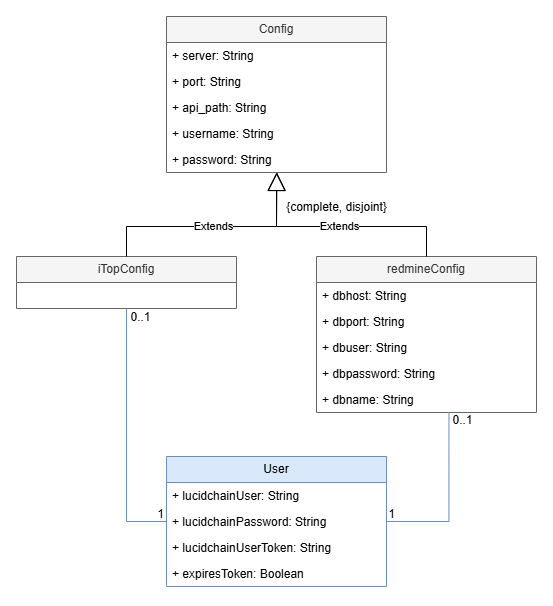 Config
+ server: String
+ port: String
+ api_path: String
+ username: String
+ password: String
{complete, disjoint}
Extends
Extends
iTopConfig
0..1
redmineConfig
+ dbhost: String
+ dbport: String
+ dbuser: String
+ dbpassword: String
+ dbname: String
0..1
User
+ lucidchainUser: String
+ lucidchainPassword: String
+ lucidchainUserToken: String
+ expiresToken: Boolean
1
1